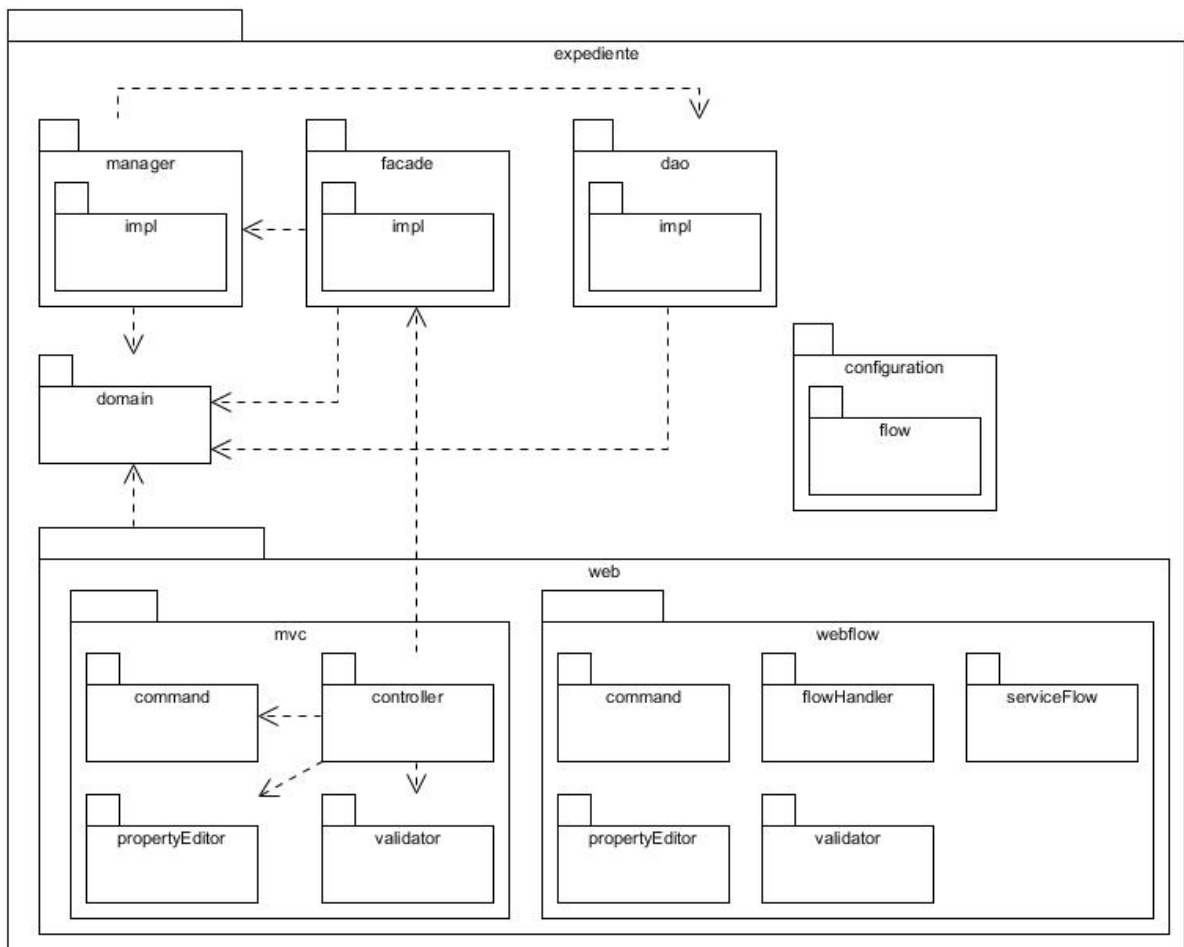 expediente
manager
facade
dao
impl
impl
impl
configuration
domain
flow
web
mvc
webflow
command
controller
command
flowHandler
serviceFlow
propertyEditor
validator
propertyEditor
validator